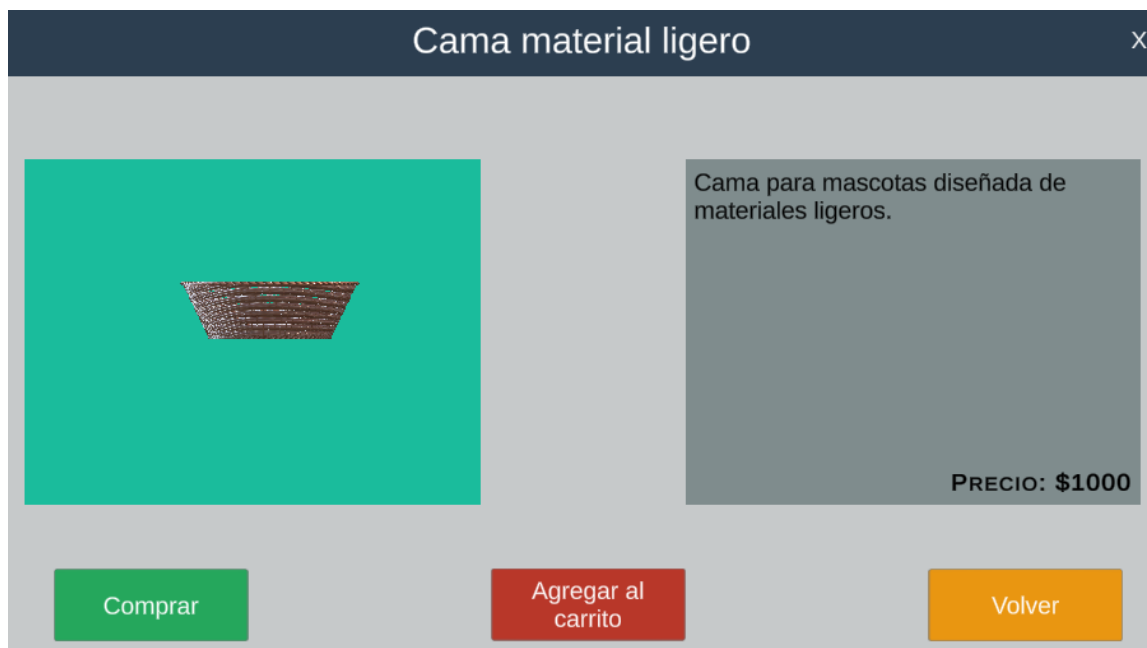 Cama material ligero
X
Cama para mascotas diseñada de
materiales ligeros.
PRECIO: $1000
Comprar
Agregar al
carrito
Volver